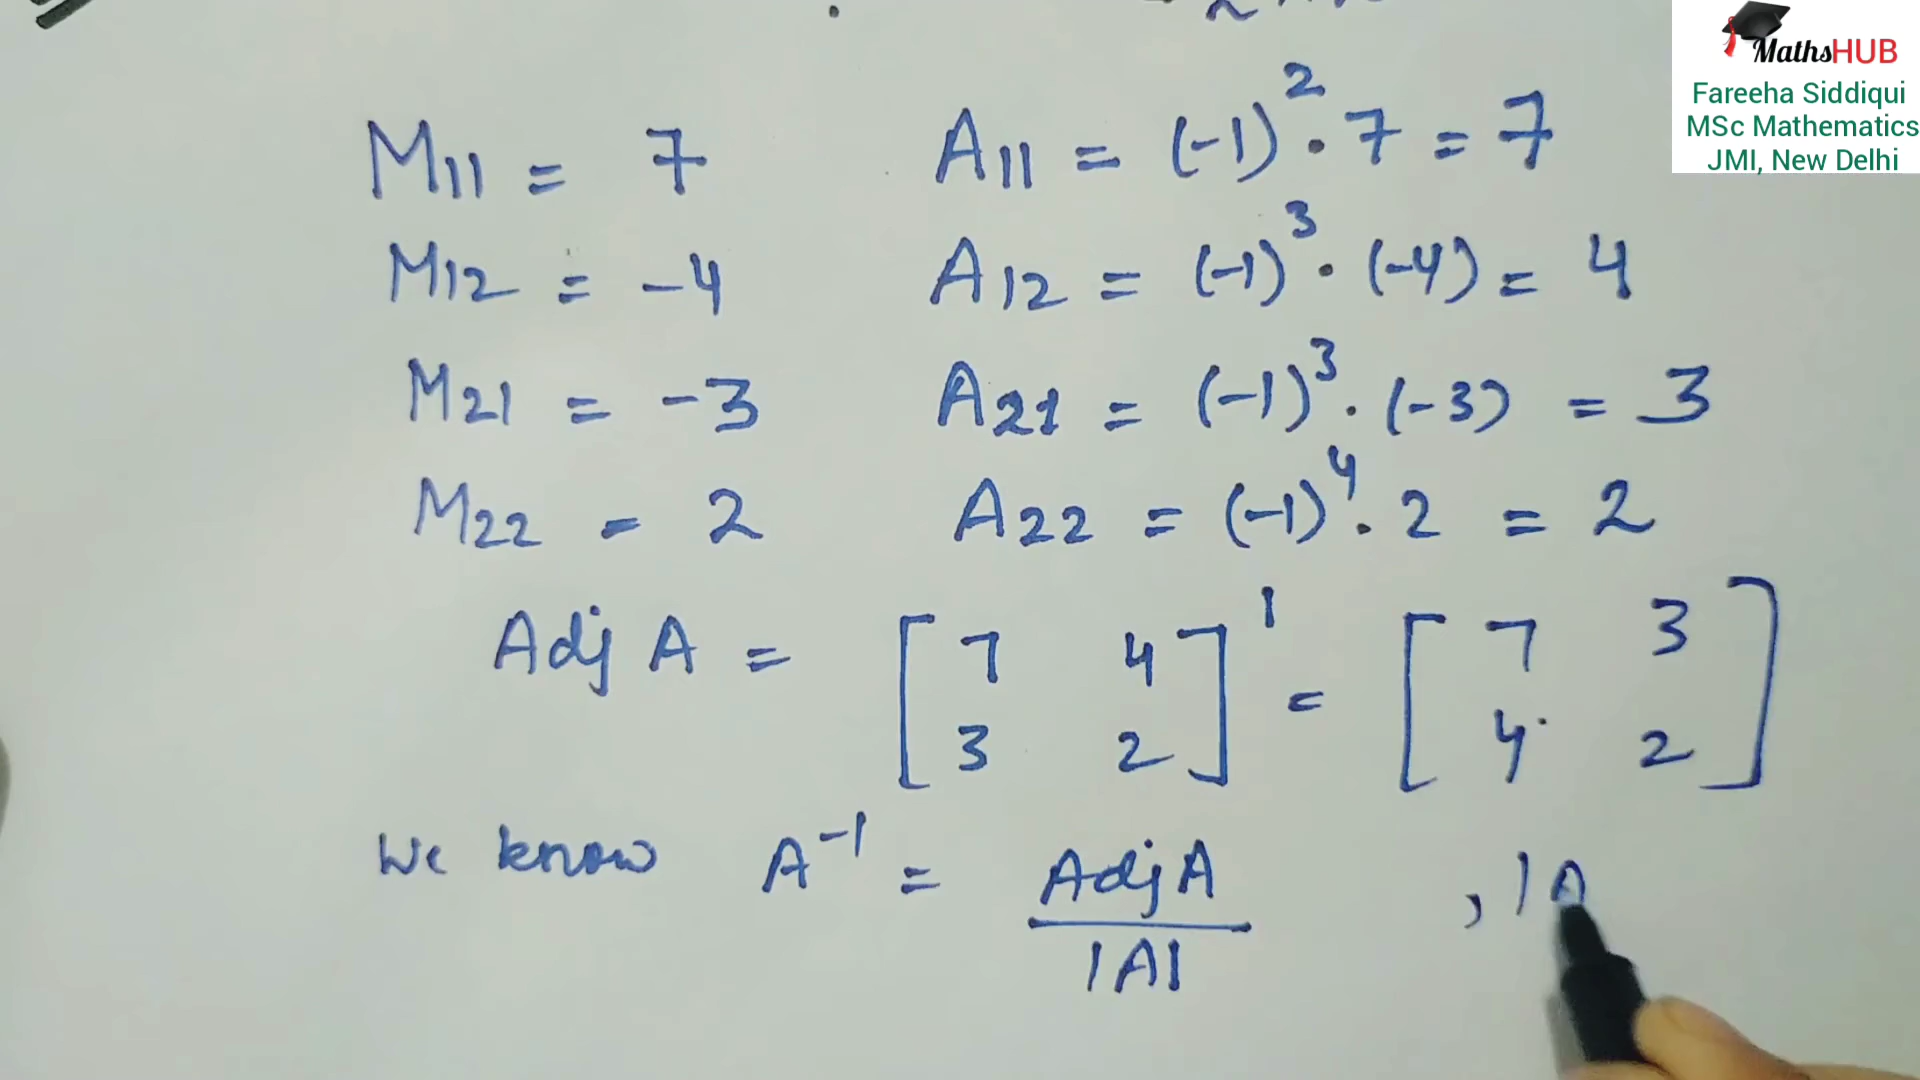 MathsHUB
Fareeha Siddiqui
MSc Mathematics
JMI, New Delhi
M11 = 7 A11 = (-1)^2 . 7 = 7
M12 = -4 A12 = (-1)^3 . (-4) = 4
M21 = -3 A21 = (-1)^3 . (-3) = 3
M22 = 2 A22 = (-1)^4 . 2 = 2
Adj A = [7 4; 3 2]' = [7 3; 4 2]
We know A^-1 = Adj A / |A| , |A